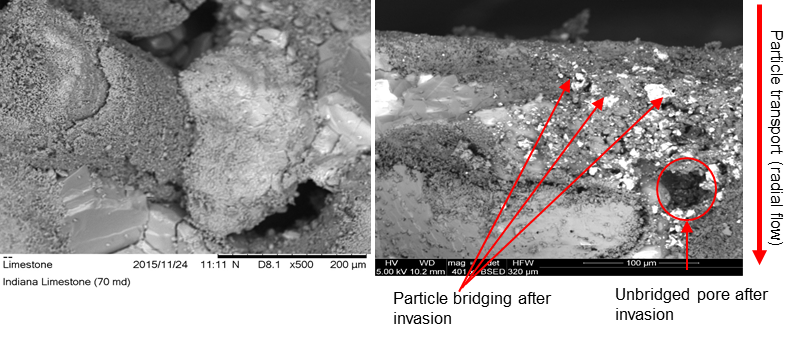 Limestone 2015/11/24 11:11 N D8.1 x500 200 µm
Indiana Limestone (70 md)
HV WD mag det HFW
5.00 kV 10.2 mm 401 x BSED 320 µm
100 µm
Particle bridging after
invasion
Unbridged pore after
invasion
Particle transport (radial flow)